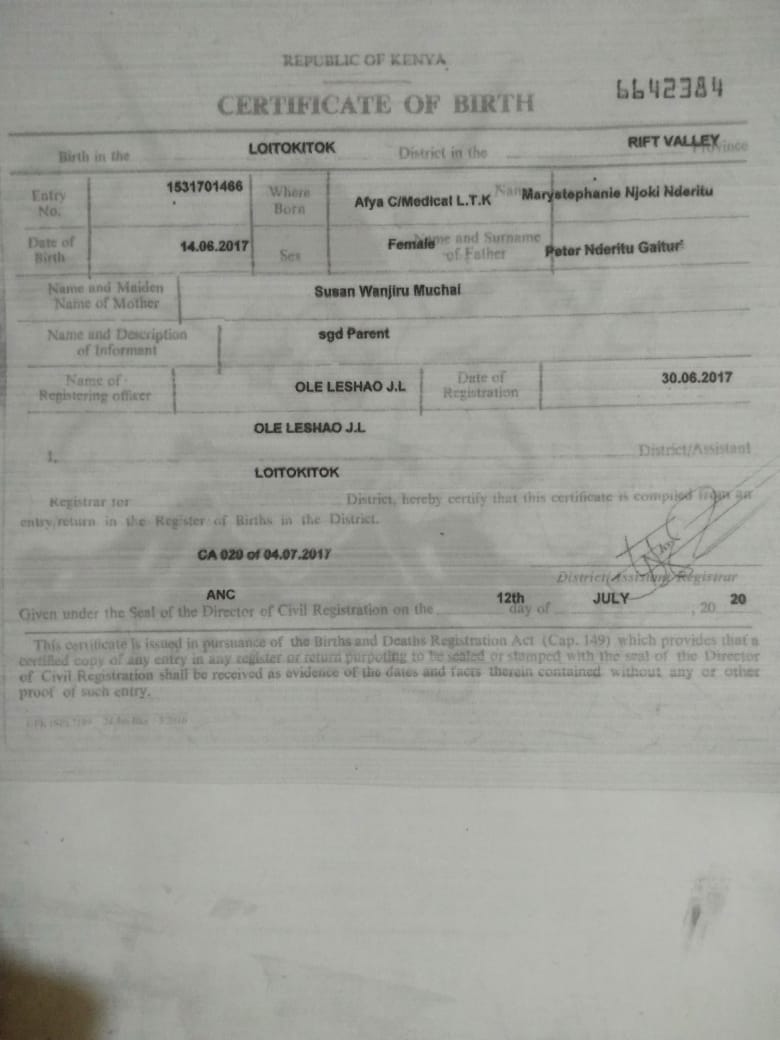 REPUBLIC OF KENYA
6642384
CERTIFICATE OF BIRTH
Birth in the LOITOKITOK District in the RIFT VALLEY Province
Entry No. 1531701466 Where Born Afya C/Medical L.T.K Name Marystephanie Njoki Nderitu
Date of Birth 14.06.2017 Sex Female Name and Surname of Father Peter Nderitu
Name and Maiden Name of Mother Susan Wanjiru Muchai
Name and Description of Informant sgd Parent
Name of Registering officer OLE LESHAO J.L Date of Registration 30.06.2017
OLE LESHAO J.L
I, District/Assistant
LOITOKITOK
Registrar for District, hereby certify that this certificate is compiled from an
entry/return in the Register of Births in the District.
CA 020 of 04.07.2017
District/Assistant Registrar
ANC 12th JULY 20
Given under the Seal of the Director of Civil Registration on the day of , 20
This certificate is issued in pursuance of the Births and Deaths Registration Act (Cap. 149) which provides that a
certified copy of any entry in any register or return purpoting to be sealed or stamped with the seal of the Director
of Civil Registration shall be received as evidence of the dates and facts therein contained without any or other
proof of such entry.